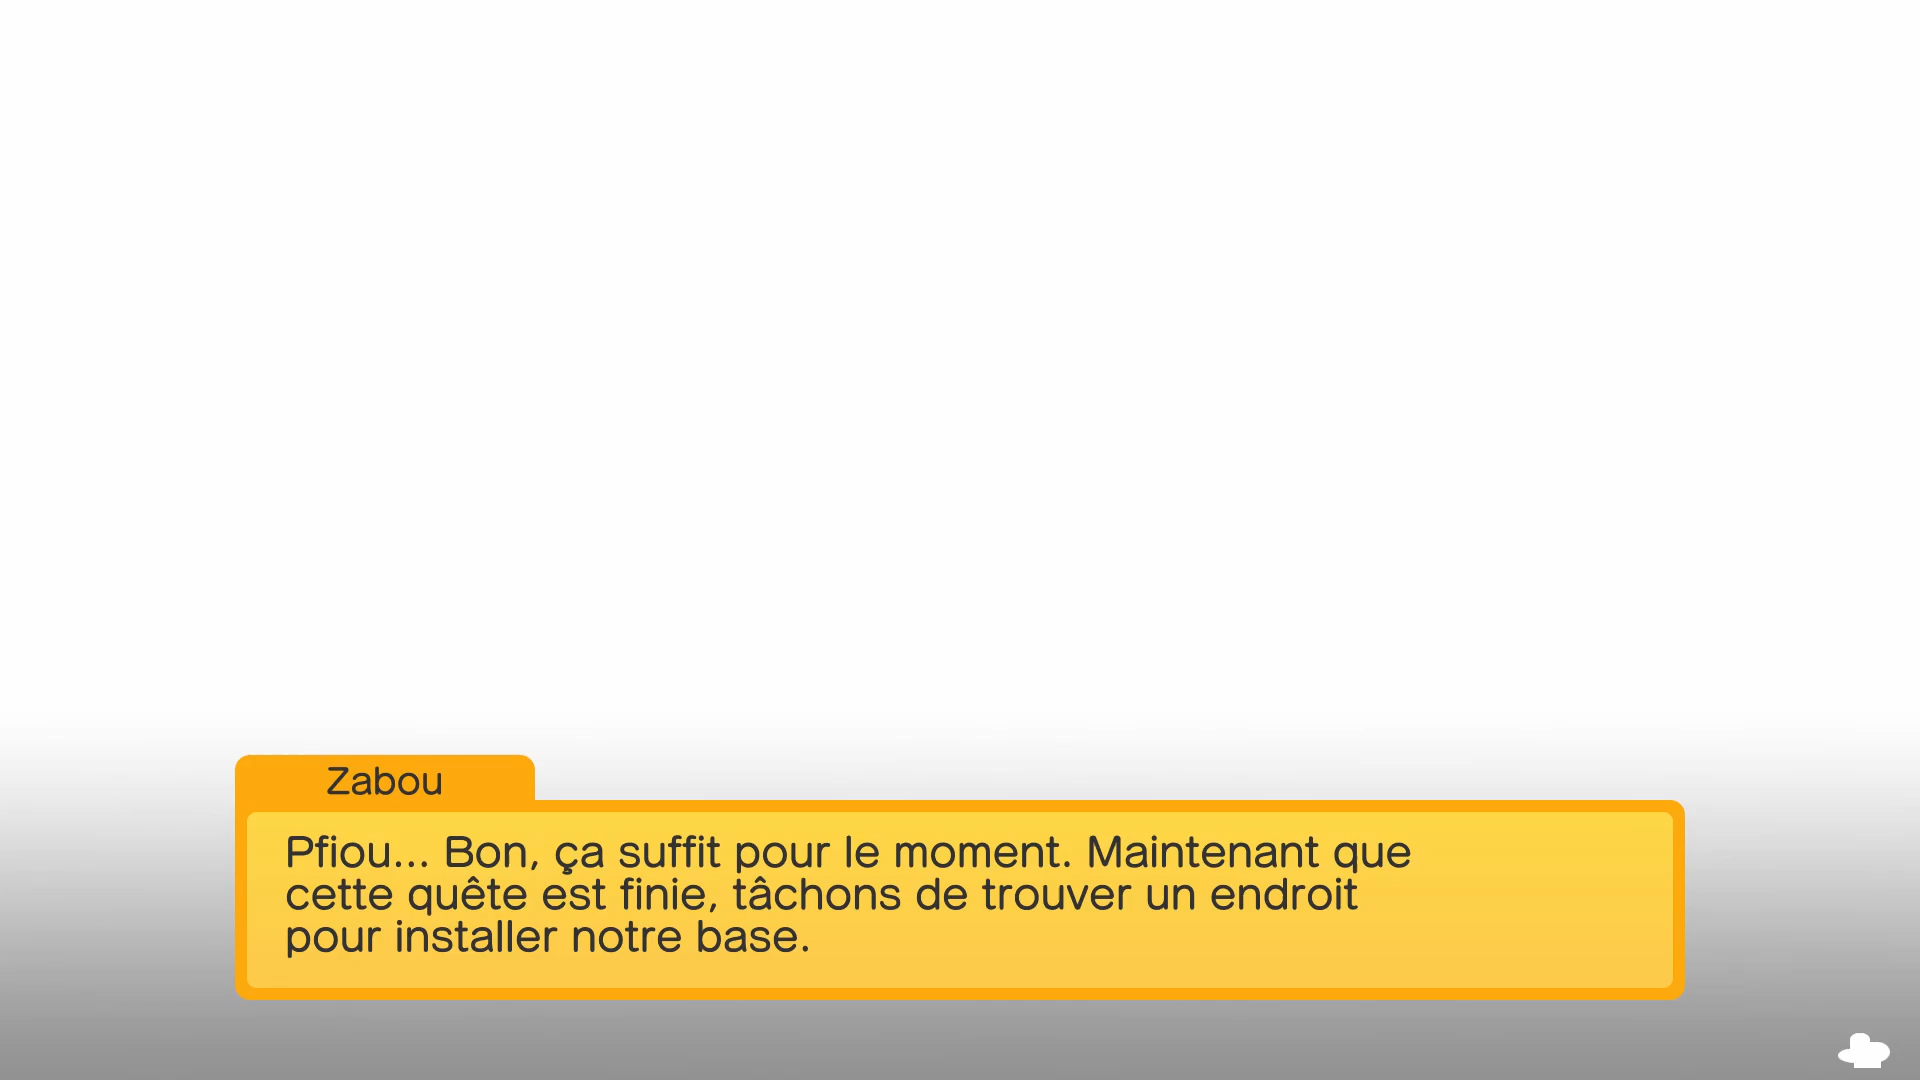 Zabou
Pfiou... Bon, ça suffit pour le moment. Maintenant que
cette quête est finie, tâchons de trouver un endroit
pour installer notre base.